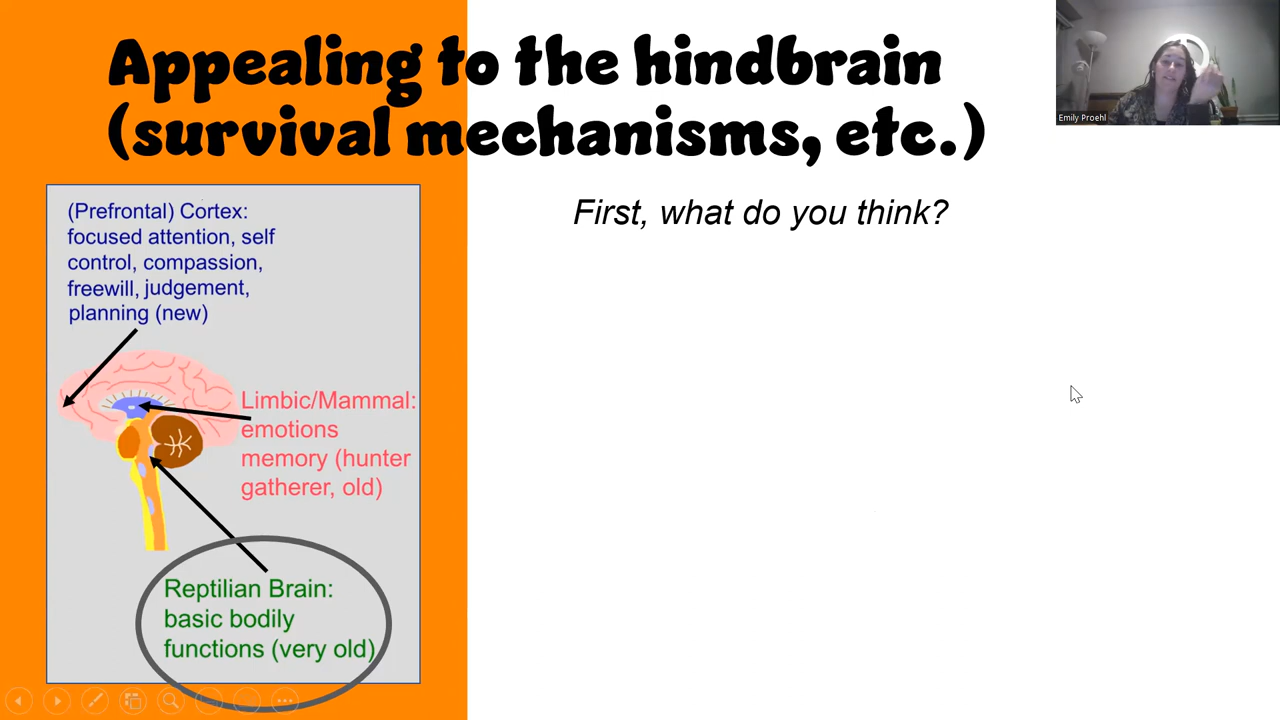 Appealing to the hindbrain
(survival mechanisms, etc.)
Emily Proehl
First, what do you think?
(Prefrontal) Cortex:
focused attention, self
control, compassion,
freewill, judgement,
planning (new)
Limbic/Mammal:
emotions
memory (hunter
gatherer, old)
Reptilian Brain:
basic bodily
functions (very old)